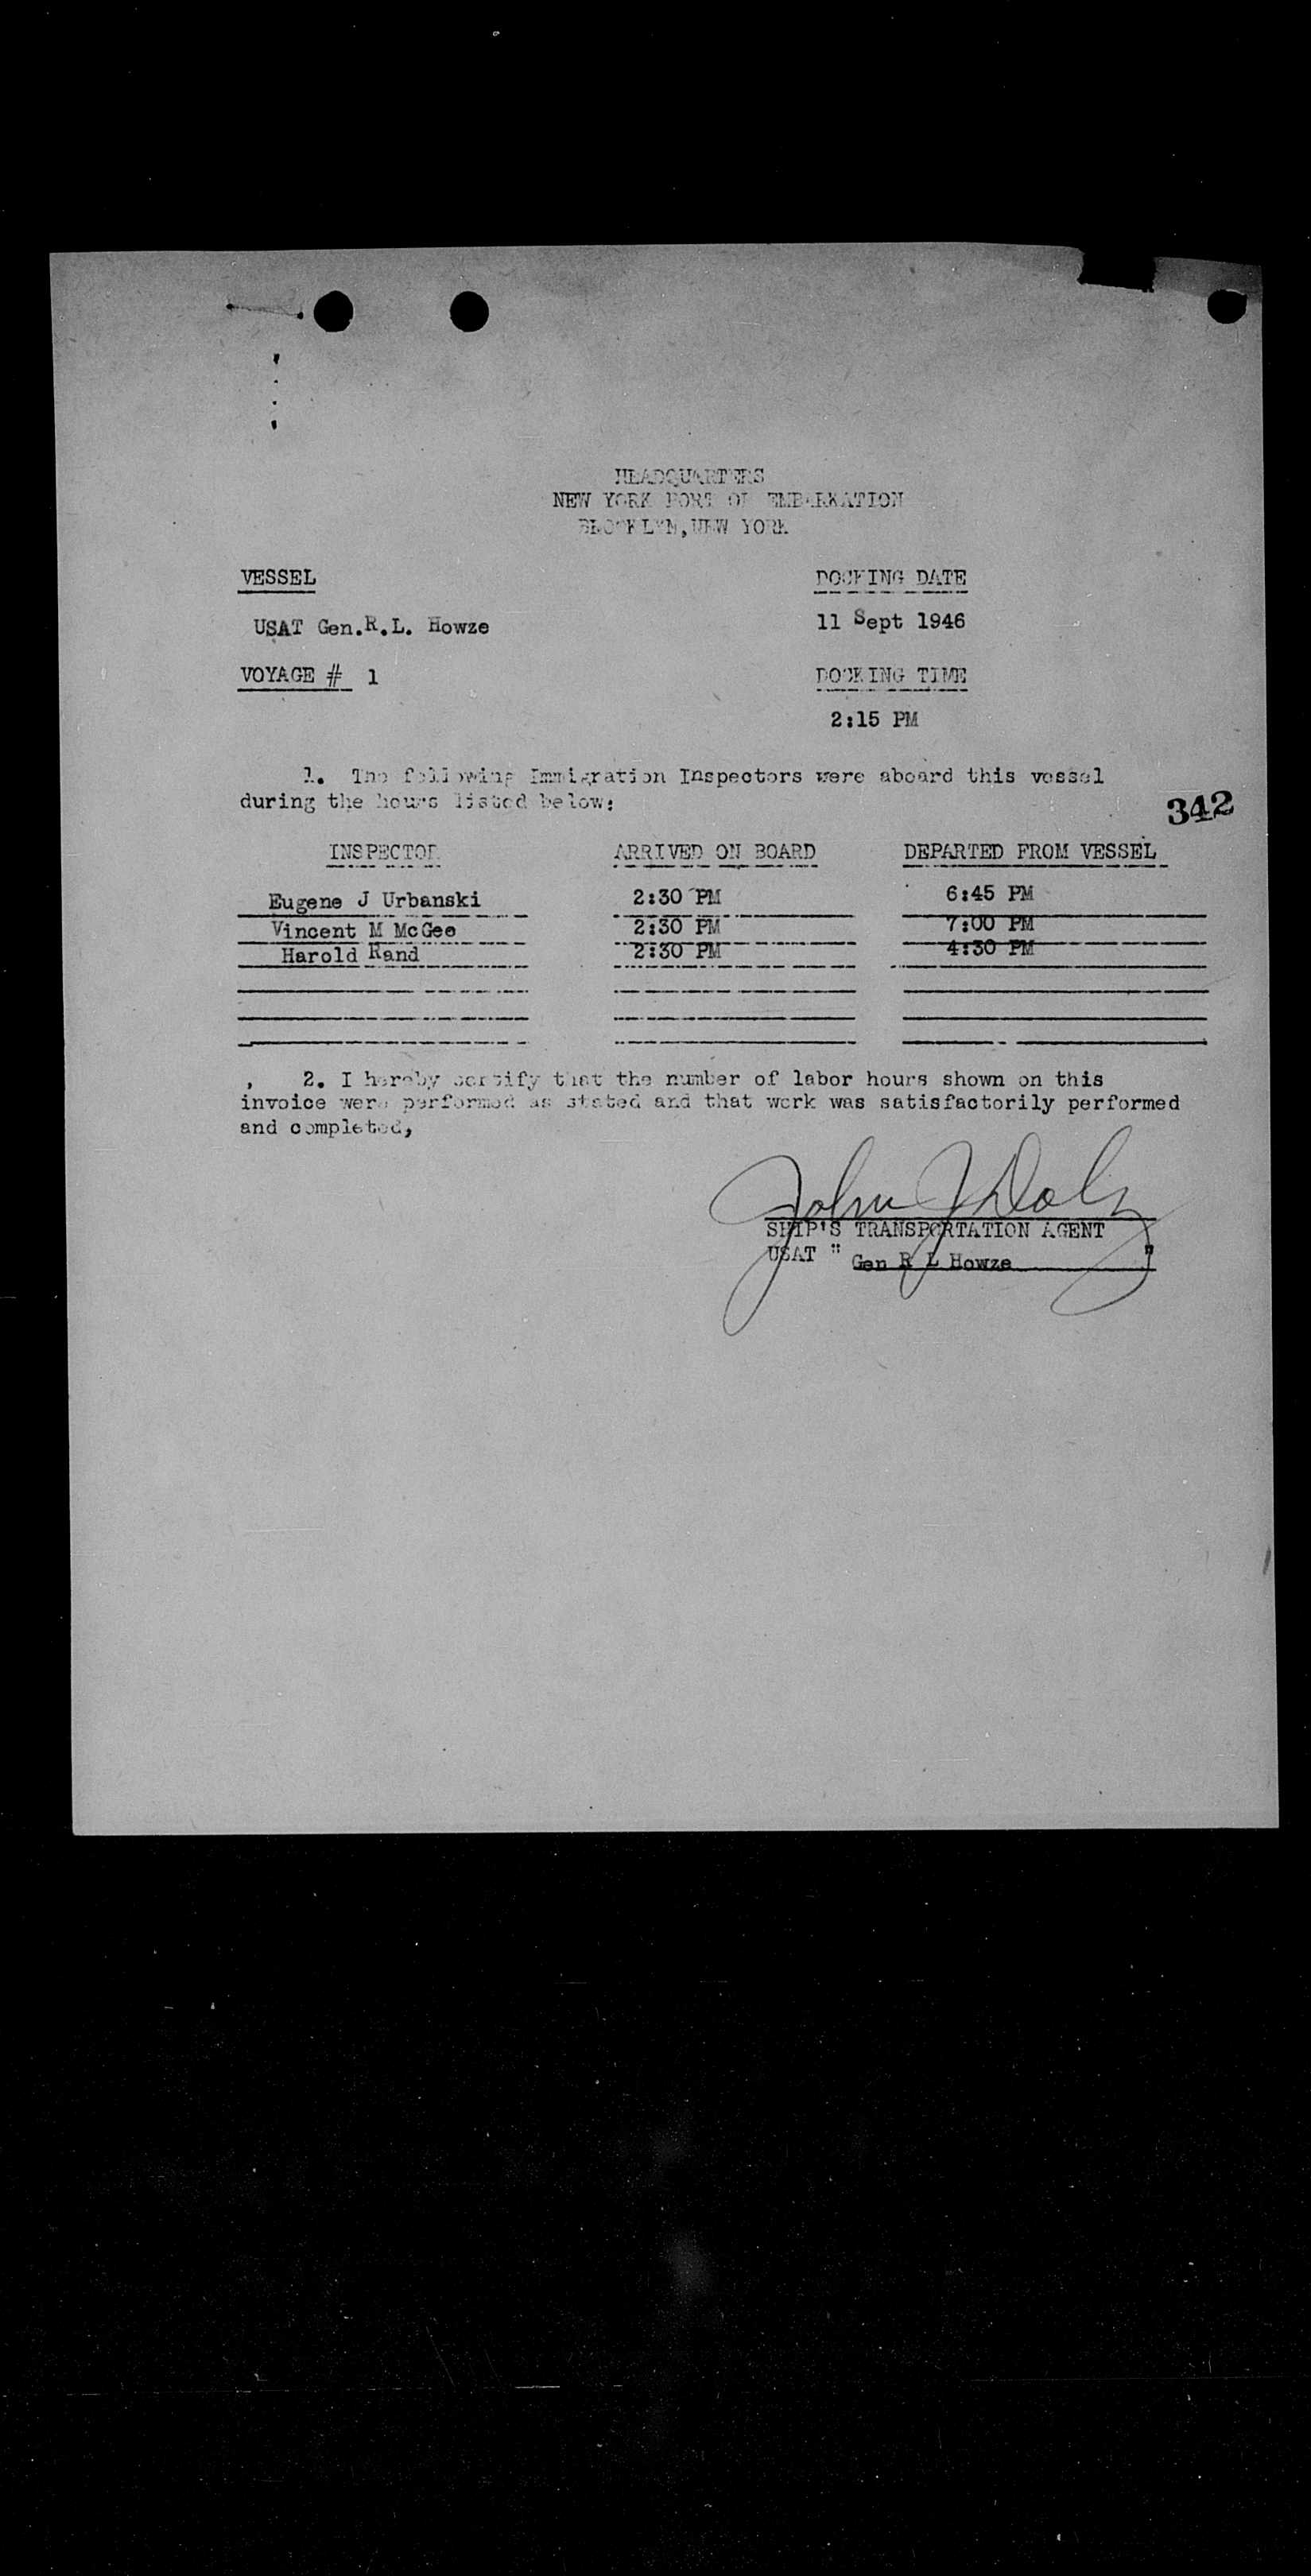 HEADQUARTERS
NEW YORK PORT OF EMBARKATION
BROOKLYN, NEW YORK
VESSEL DOCKING DATE
USAT Gen.R.L. Howze 11 Sept 1946
VOYAGE # 1 DOCKING TIME
2:15 PM
1. The following Immigration Inspectors were aboard this vessel
during the hours listed below:
342
INSPECTOR ARRIVED ON BOARD DEPARTED FROM VESSEL
Eugene J Urbanski 2:30 PM 6:45 PM
Vincent M McGee 2:30 PM 7:00 PM
Harold Rand 2:30 PM 4:30 PM
2. I hereby certify that the number of labor hours shown on this
invoice were performed as stated and that work was satisfactorily performed
and completed,
John J Daly
SHIP'S TRANSPORTATION AGENT
USAT " Gen R L Howze "